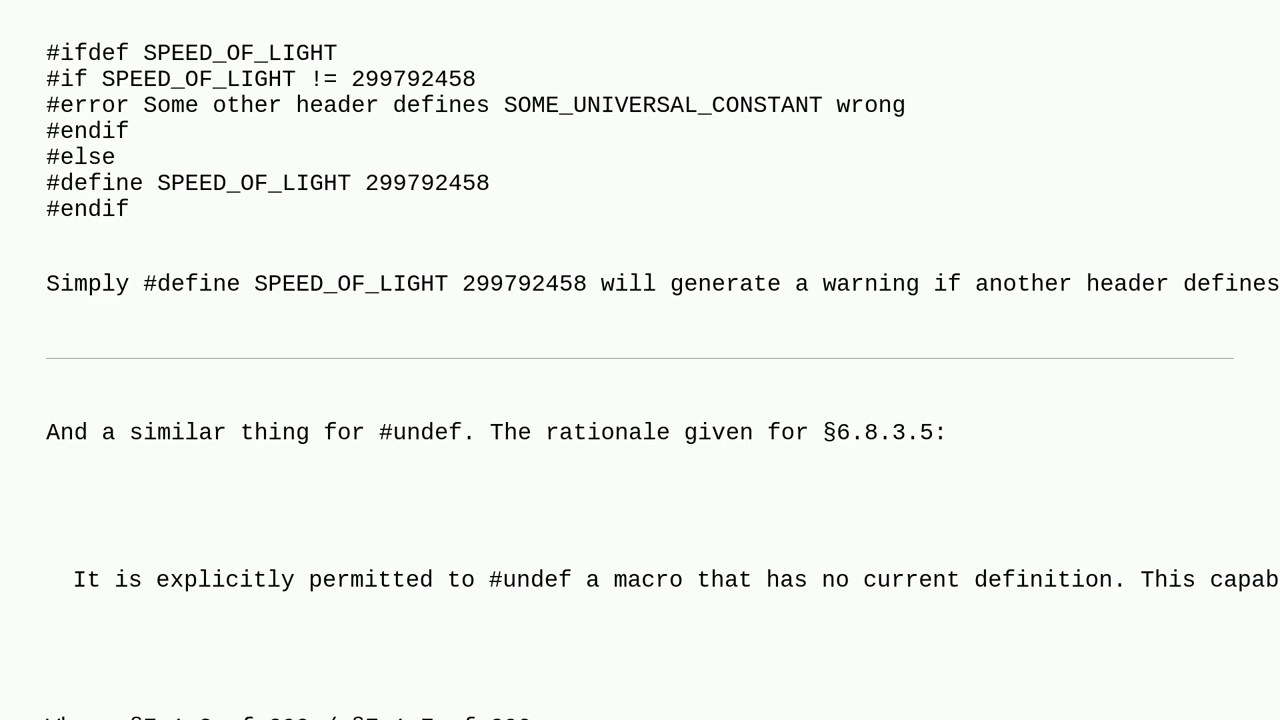 #ifdef SPEED_OF_LIGHT
#if SPEED_OF_LIGHT != 299792458
#error Some other header defines SOME_UNIVERSAL_CONSTANT wrong
#endif
#else
#define SPEED_OF_LIGHT 299792458
#endif
Simply #define SPEED_OF_LIGHT 299792458 will generate a warning if another header defines
And a similar thing for #undef. The rationale given for §6.8.3.5:
It is explicitly permitted to #undef a macro that has no current definition. This capab